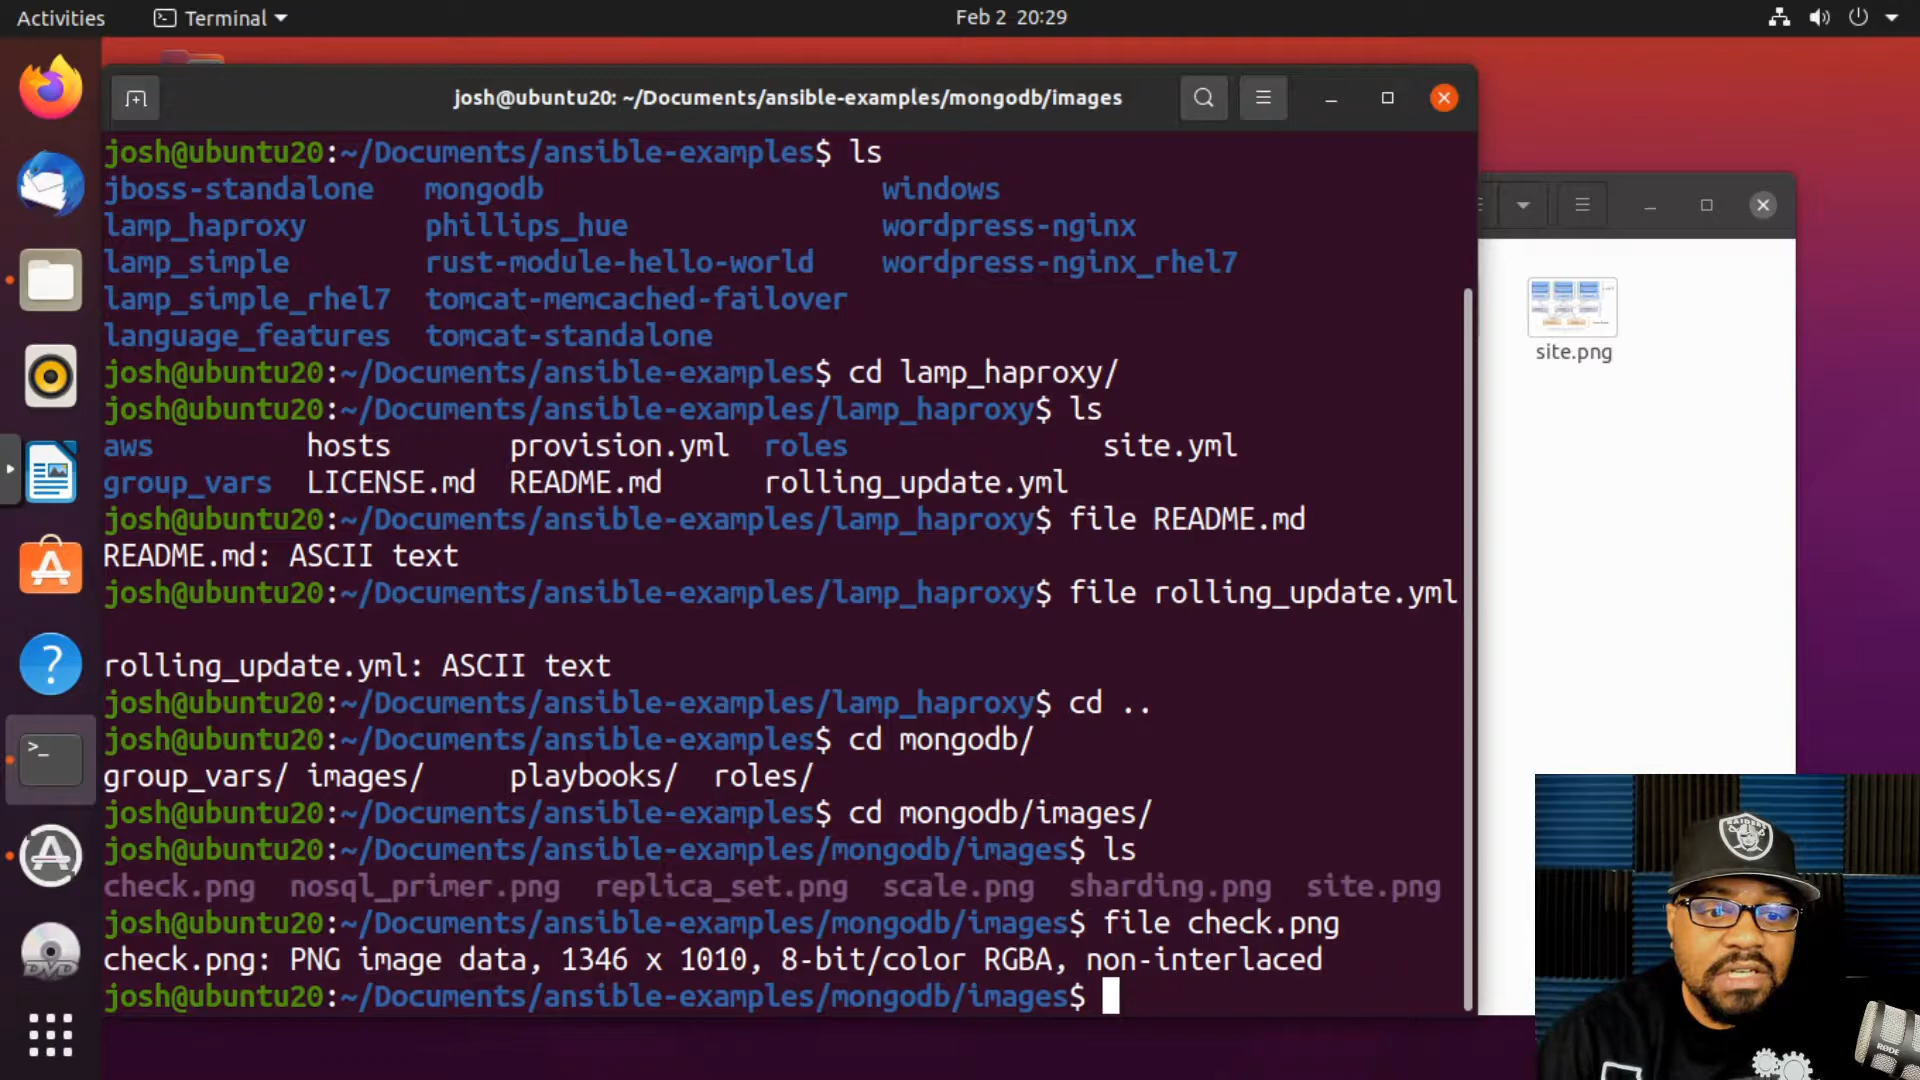 Activities Terminal Feb 2 20:29
josh@ubuntu20: ~/Documents/ansible-examples/mongodb/images
josh@ubuntu20:~/Documents/ansible-examples$ ls
jboss-standalone mongodb windows
lamp_haproxy phillips_hue wordpress-nginx
lamp_simple rust-module-hello-world wordpress-nginx_rhel7
lamp_simple_rhel7 tomcat-memcached-failover
language_features tomcat-standalone
josh@ubuntu20:~/Documents/ansible-examples$ cd lamp_haproxy/
josh@ubuntu20:~/Documents/ansible-examples/lamp_haproxy$ ls
aws hosts provision.yml roles site.yml
group_vars LICENSE.md README.md rolling_update.yml
josh@ubuntu20:~/Documents/ansible-examples/lamp_haproxy$ file README.md
README.md: ASCII text
josh@ubuntu20:~/Documents/ansible-examples/lamp_haproxy$ file rolling_update.yml
rolling_update.yml: ASCII text
josh@ubuntu20:~/Documents/ansible-examples/lamp_haproxy$ cd ..
josh@ubuntu20:~/Documents/ansible-examples$ cd mongodb/
group_vars/ images/ playbooks/ roles/
josh@ubuntu20:~/Documents/ansible-examples$ cd mongodb/images/
josh@ubuntu20:~/Documents/ansible-examples/mongodb/images$ ls
check.png nosql_primer.png replica_set.png scale.png sharding.png site.png
josh@ubuntu20:~/Documents/ansible-examples/mongodb/images$ file check.png
check.png: PNG image data, 1346 x 1010, 8-bit/color RGBA, non-interlaced
josh@ubuntu20:~/Documents/ansible-examples/mongodb/images$
site.png
DVD
RAIDERS
RØDE